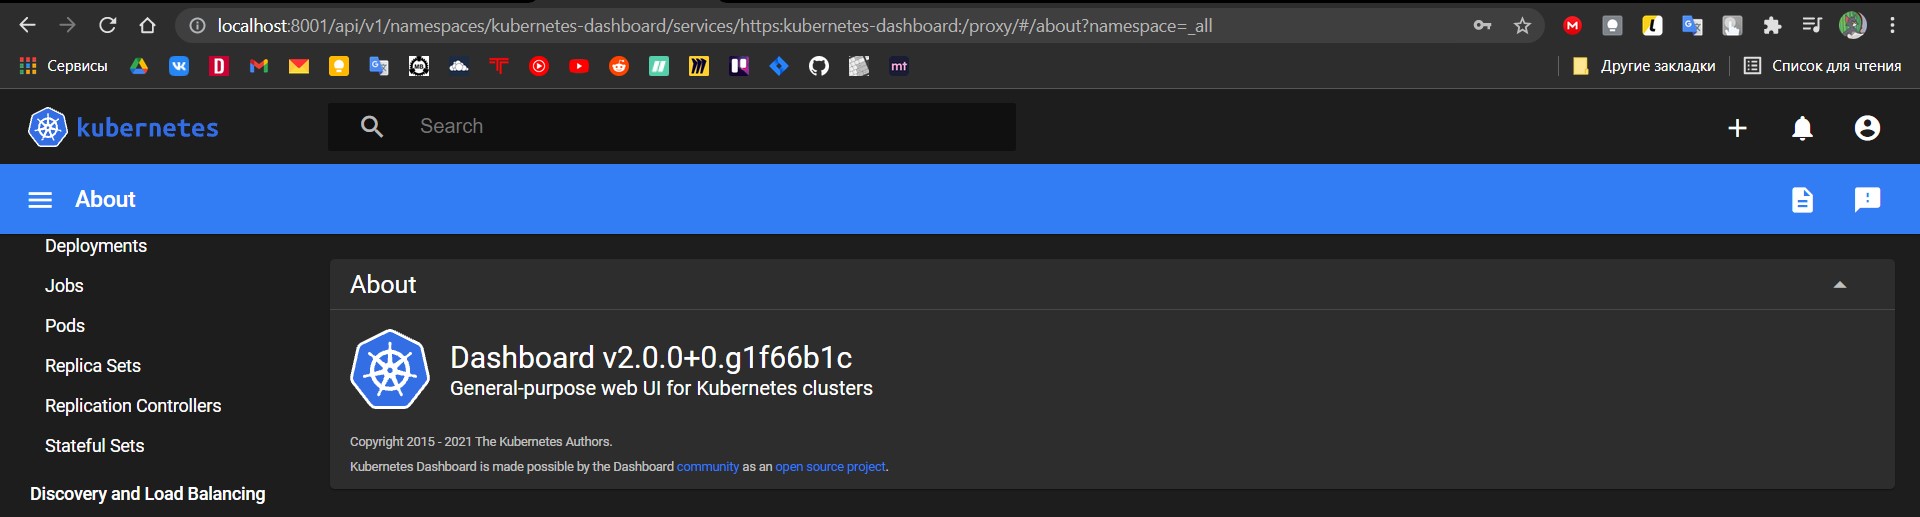 localhost:8001/api/v1/namespaces/kubernetes-dashboard/services/https:kubernetes-dashboard:/proxy/#/about?namespace=_all
Сервисы
mt
Другие закладки
Список для чтения
kubernetes
Search
About
Deployments
Jobs
Pods
Replica Sets
Replication Controllers
Stateful Sets
Discovery and Load Balancing
About
Dashboard v2.0.0+0.g1f66b1c
General-purpose web UI for Kubernetes clusters
Copyright 2015 - 2021 The Kubernetes Authors.
Kubernetes Dashboard is made possible by the Dashboard community as an open source project.